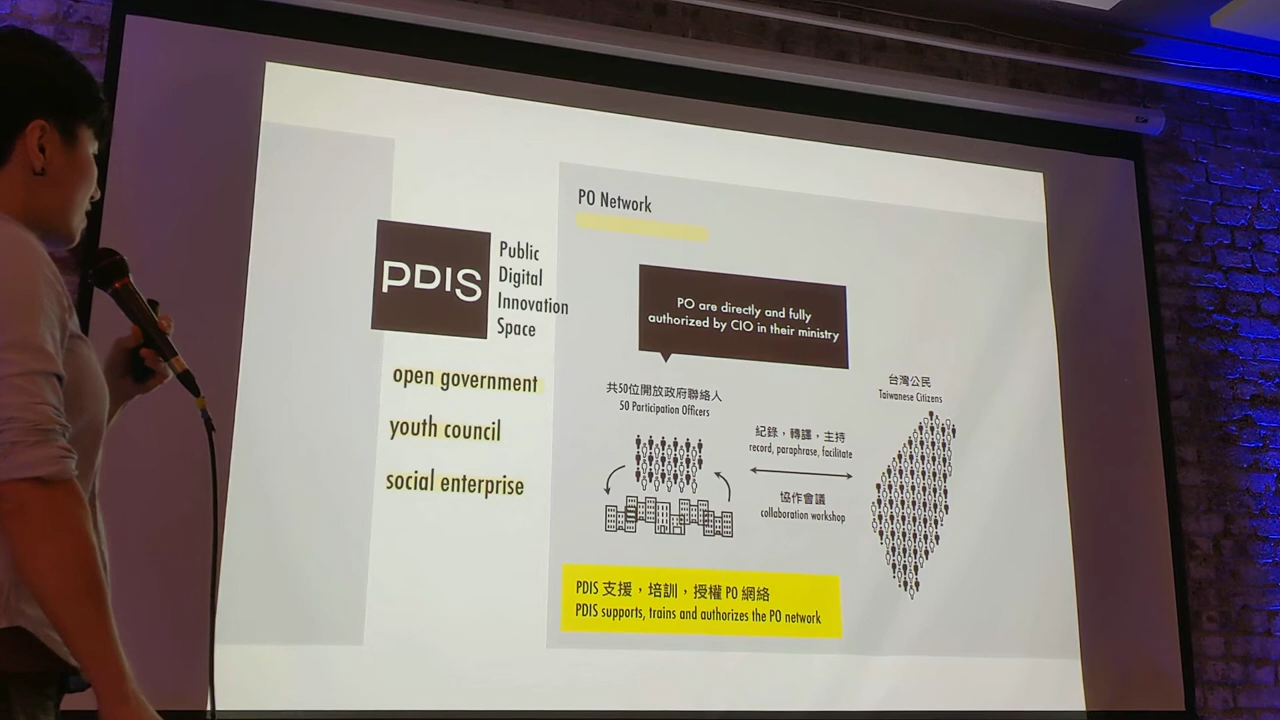 PDIS
Public
Digital
Innovation
Space
open government
youth council
social enterprise
PO Network
PO are directly and fully
authorized by CIO in their ministry
共50位開放政府聯絡人
50 Participation Officers
紀錄，轉譯，主持
record, paraphrase, facilitate
協作會議
collaboration workshop
台灣公民
Taiwanese Citizens
PDIS 支援，培訓，授權 PO 網絡
PDIS supports, trains and authorizes the PO network